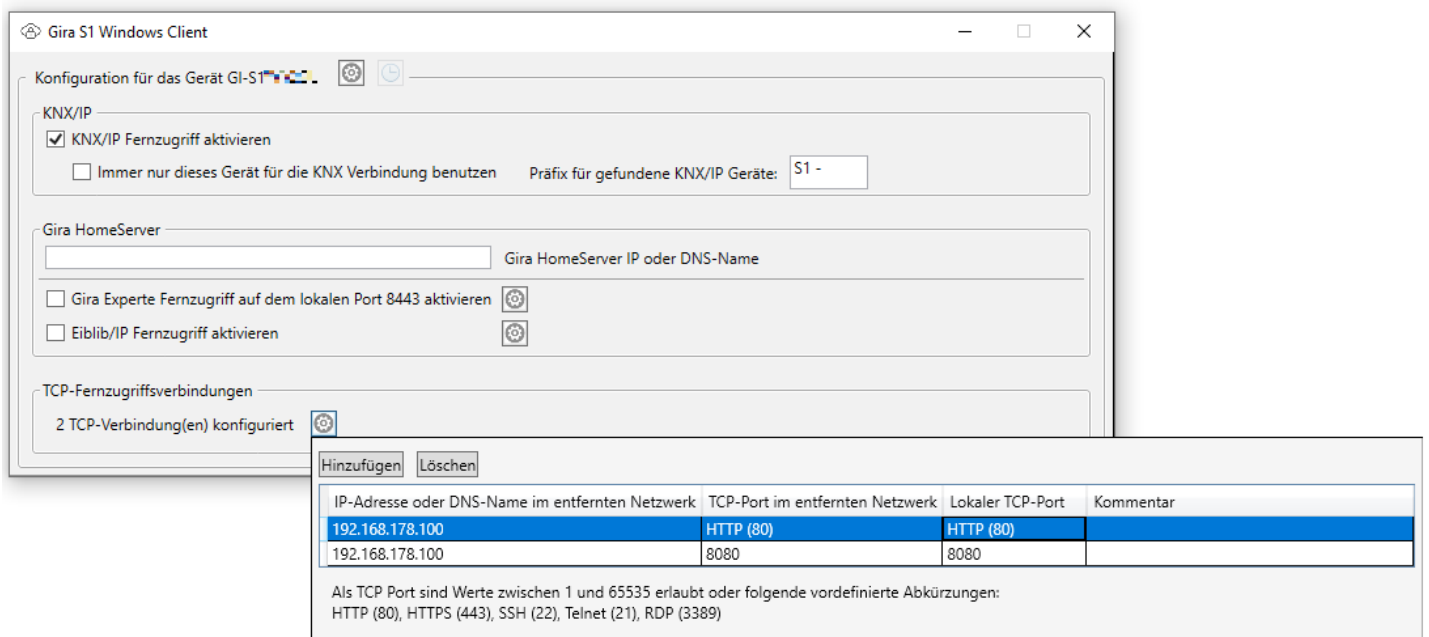 Gira S1 Windows Client
Konfiguration für das Gerät GI-S1
KNX/IP
KNX/IP Fernzugriff aktivieren
Immer nur dieses Gerät für die KNX Verbindung benutzen Präfix für gefundene KNX/IP Geräte: S1 -
Gira HomeServer
Gira HomeServer IP oder DNS-Name
Gira Experte Fernzugriff auf dem lokalen Port 8443 aktivieren
Eiblib/IP Fernzugriff aktivieren
TCP-Fernzugriffsverbindungen
2 TCP-Verbindung(en) konfiguriert
Hinzufügen Löschen
IP-Adresse oder DNS-Name im entfernten Netzwerk TCP-Port im entfernten Netzwerk Lokaler TCP-Port Kommentar
192.168.178.100 HTTP (80) HTTP (80)
192.168.178.100 8080 8080
Als TCP Port sind Werte zwischen 1 und 65535 erlaubt oder folgende vordefinierte Abkürzungen:
HTTP (80), HTTPS (443), SSH (22), Telnet (21), RDP (3389)